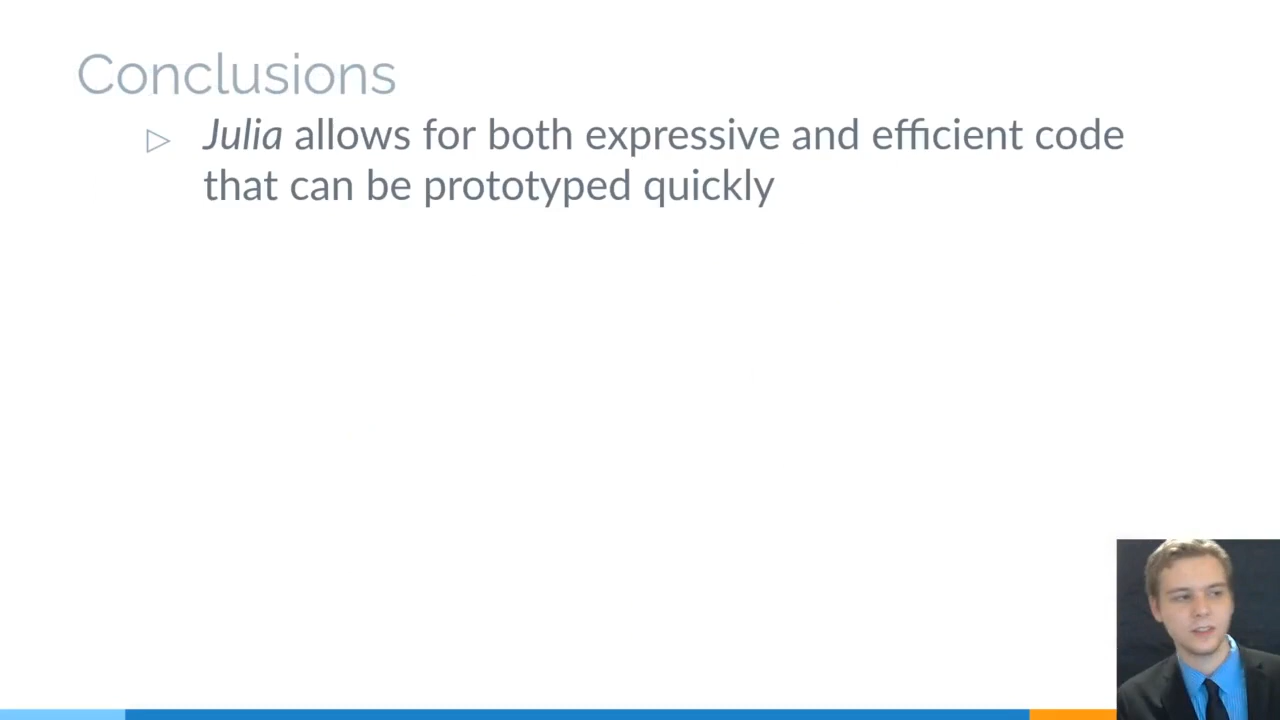 Conclusions
Julia allows for both expressive and efficient code
that can be prototyped quickly